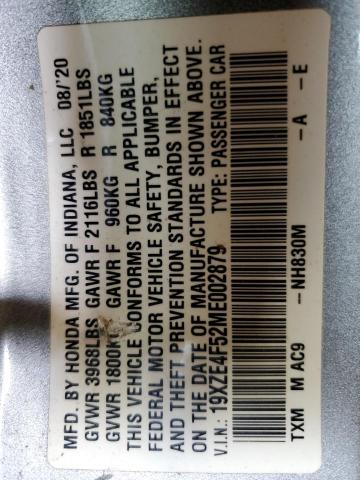 MFD. BY HONDA MFG. OF INDIANA, LLC 08/'20
GVWR 3968LBS GAWR F 2116LBS R 1851LBS
GVWR 1800KG GAWR F 960KG R 840KG
THIS VEHICLE CONFORMS TO ALL APPLICABLE
FEDERAL MOTOR VEHICLE SAFETY, BUMPER,
AND THEFT PREVENTION STANDARDS IN EFFECT
ON THE DATE OF MANUFACTURE SHOWN ABOVE.
V.I.N.: 19XZE4F52ME002879 TYPE: PASSENGER CAR
TXM M AC9 -NH830M -A -E